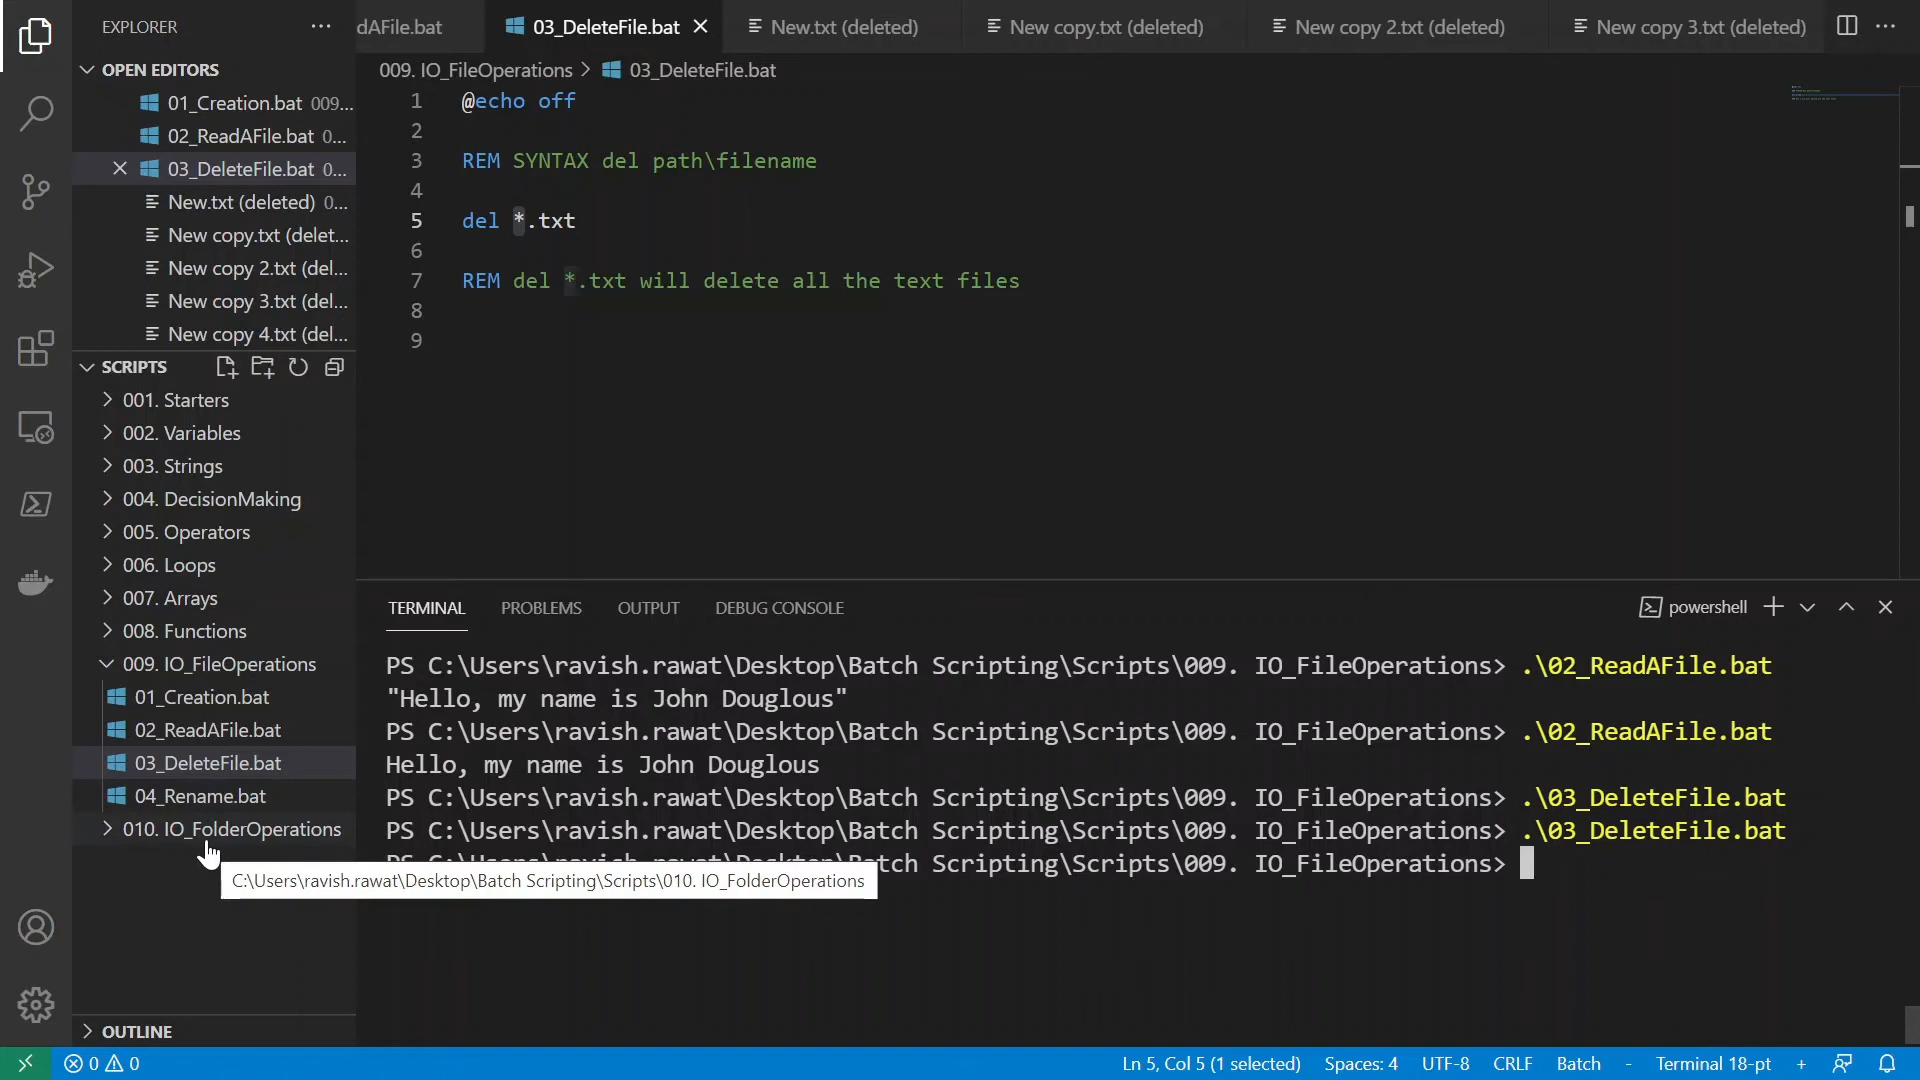 EXPLORER
dAFile.bat
03_DeleteFile.bat
New.txt (deleted)
New copy.txt (deleted)
New copy 2.txt (deleted)
New copy 3.txt (deleted)
OPEN EDITORS
01_Creation.bat 009...
02_ReadAFile.bat 0...
03_DeleteFile.bat 0...
New.txt (deleted) 0...
New copy.txt (delet...
New copy 2.txt (del...
New copy 3.txt (del...
New copy 4.txt (del...
SCRIPTS
001. Starters
002. Variables
003. Strings
004. DecisionMaking
005. Operators
006. Loops
007. Arrays
008. Functions
009. IO_FileOperations
01_Creation.bat
02_ReadAFile.bat
03_DeleteFile.bat
04_Rename.bat
010. IO_FolderOperations
OUTLINE
009. IO_FileOperations > 03_DeleteFile.bat
1 @echo off
2
3 REM SYNTAX del path\filename
4
5 del *.txt
6
7 REM del *.txt will delete all the text files
8
9
TERMINAL PROBLEMS OUTPUT DEBUG CONSOLE
powershell
PS C:\Users\ravish.rawat\Desktop\Batch Scripting\Scripts\009. IO_FileOperations> .\02_ReadAFile.bat
"Hello, my name is John Douglous"
PS C:\Users\ravish.rawat\Desktop\Batch Scripting\Scripts\009. IO_FileOperations> .\02_ReadAFile.bat
Hello, my name is John Douglous
PS C:\Users\ravish.rawat\Desktop\Batch Scripting\Scripts\009. IO_FileOperations> .\03_DeleteFile.bat
PS C:\Users\ravish.rawat\Desktop\Batch Scripting\Scripts\009. IO_FileOperations> .\03_DeleteFile.bat
PS C:\Users\ravish.rawat\Desktop\Batch Scripting\Scripts\009. IO_FileOperations>
C:\Users\ravish.rawat\Desktop\Batch Scripting\Scripts\010. IO_FolderOperations
0 0
Ln 5, Col 5 (1 selected) Spaces: 4 UTF-8 CRLF Batch - Terminal 18-pt +